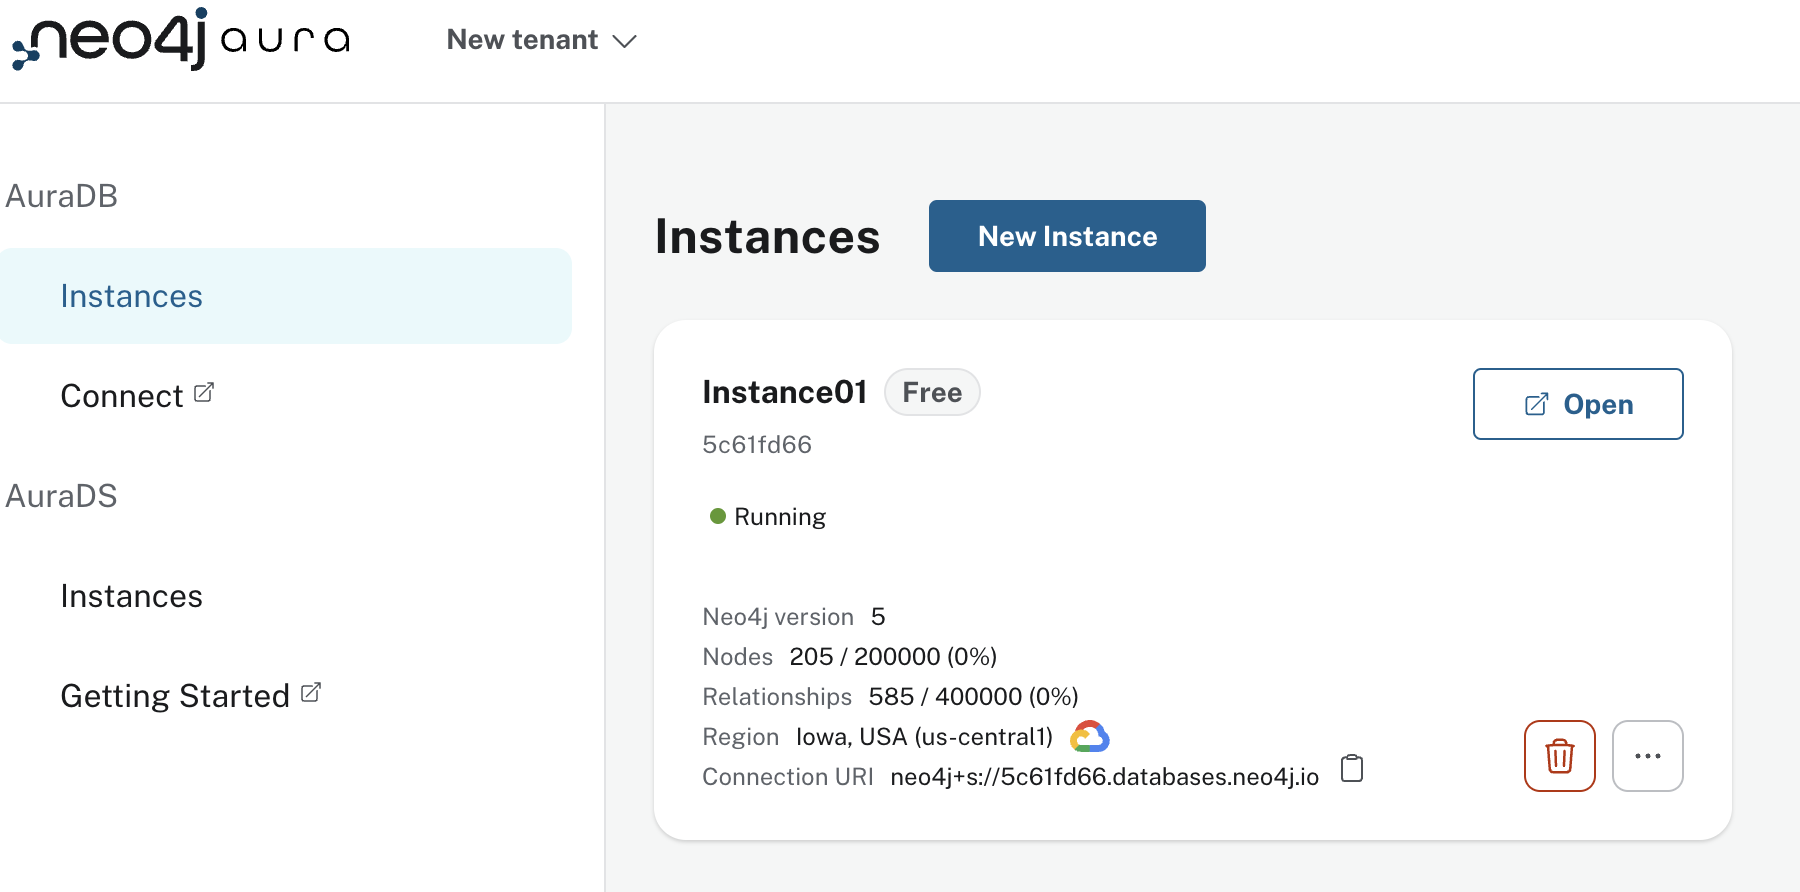 neo4j aura
New tenant
AuraDB
Instances
Connect
AuraDS
Instances
Getting Started
Instances
New Instance
Instance01
Free
Open
5c61fd66
Running
Neo4j version 5
Nodes 205 / 200000 (0%)
Relationships 585 / 400000 (0%)
Region Iowa, USA (us-central1)
Connection URI neo4j+s://5c61fd66.databases.neo4j.io